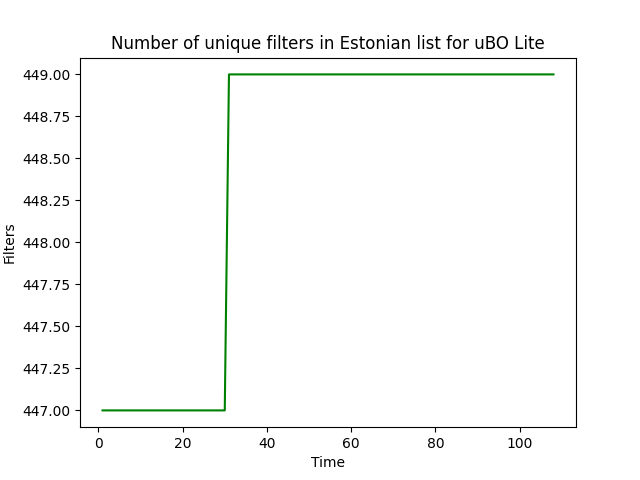 Number of unique filters in Estonian list for uBO Lite
449.00
448.75
448.50
448.25
448.00
447.75
447.50
447.25
447.00
Filters
0 20 40 60 80 100
Time